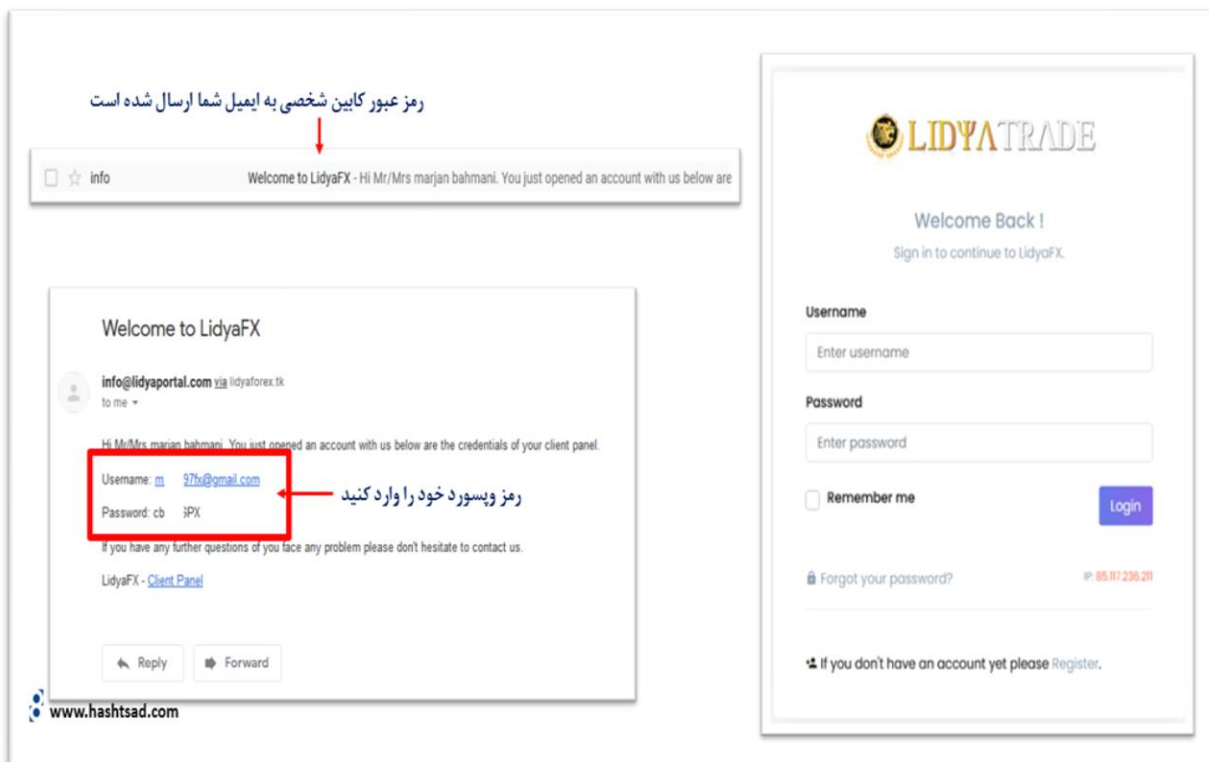 رمز عبور کابین شخصی به ایمیل شما ارسال شده است
info Welcome to LidyaFX - Hi Mr/Mrs marjan bahmani. You just opened an account with us below are
Welcome to LidyaFX
info@lidyaportal.com via lidyaforex.tk
to me
Hi Mr/Mrs marjan bahmani. You just opened an account with us below are the credentials of your client panel.
Username: m 97fx@gmail.com
Password: cb SPX
رمز وپسورد خود را وارد کنید
If you have any further questions of you face any problem please don't hesitate to contact us.
LidyaFX - Client Panel
Reply Forward
www.hashtsad.com
LIDYATRADE
Welcome Back !
Sign in to continue to LidyaFX.
Username
Enter username
Password
Enter password
Remember me
Login
Forgot your password? IP: 85.117.236.211
If you don't have an account yet please Register.